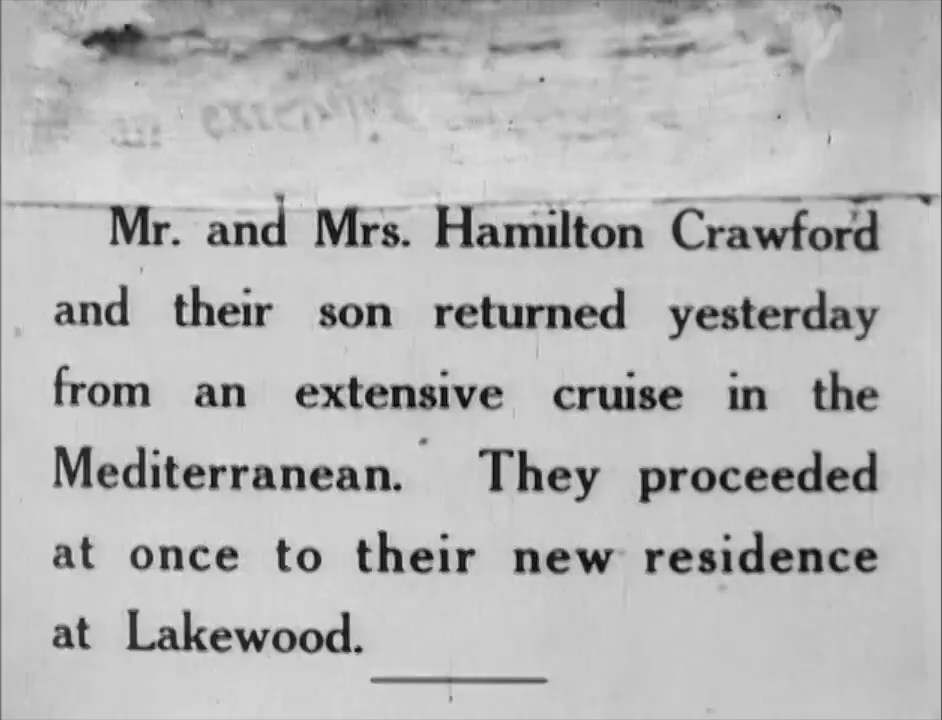 Mr. and Mrs. Hamilton Crawford
and their son returned yesterday
from an extensive cruise in the
Mediterranean. They proceeded
at once to their new residence
at Lakewood.